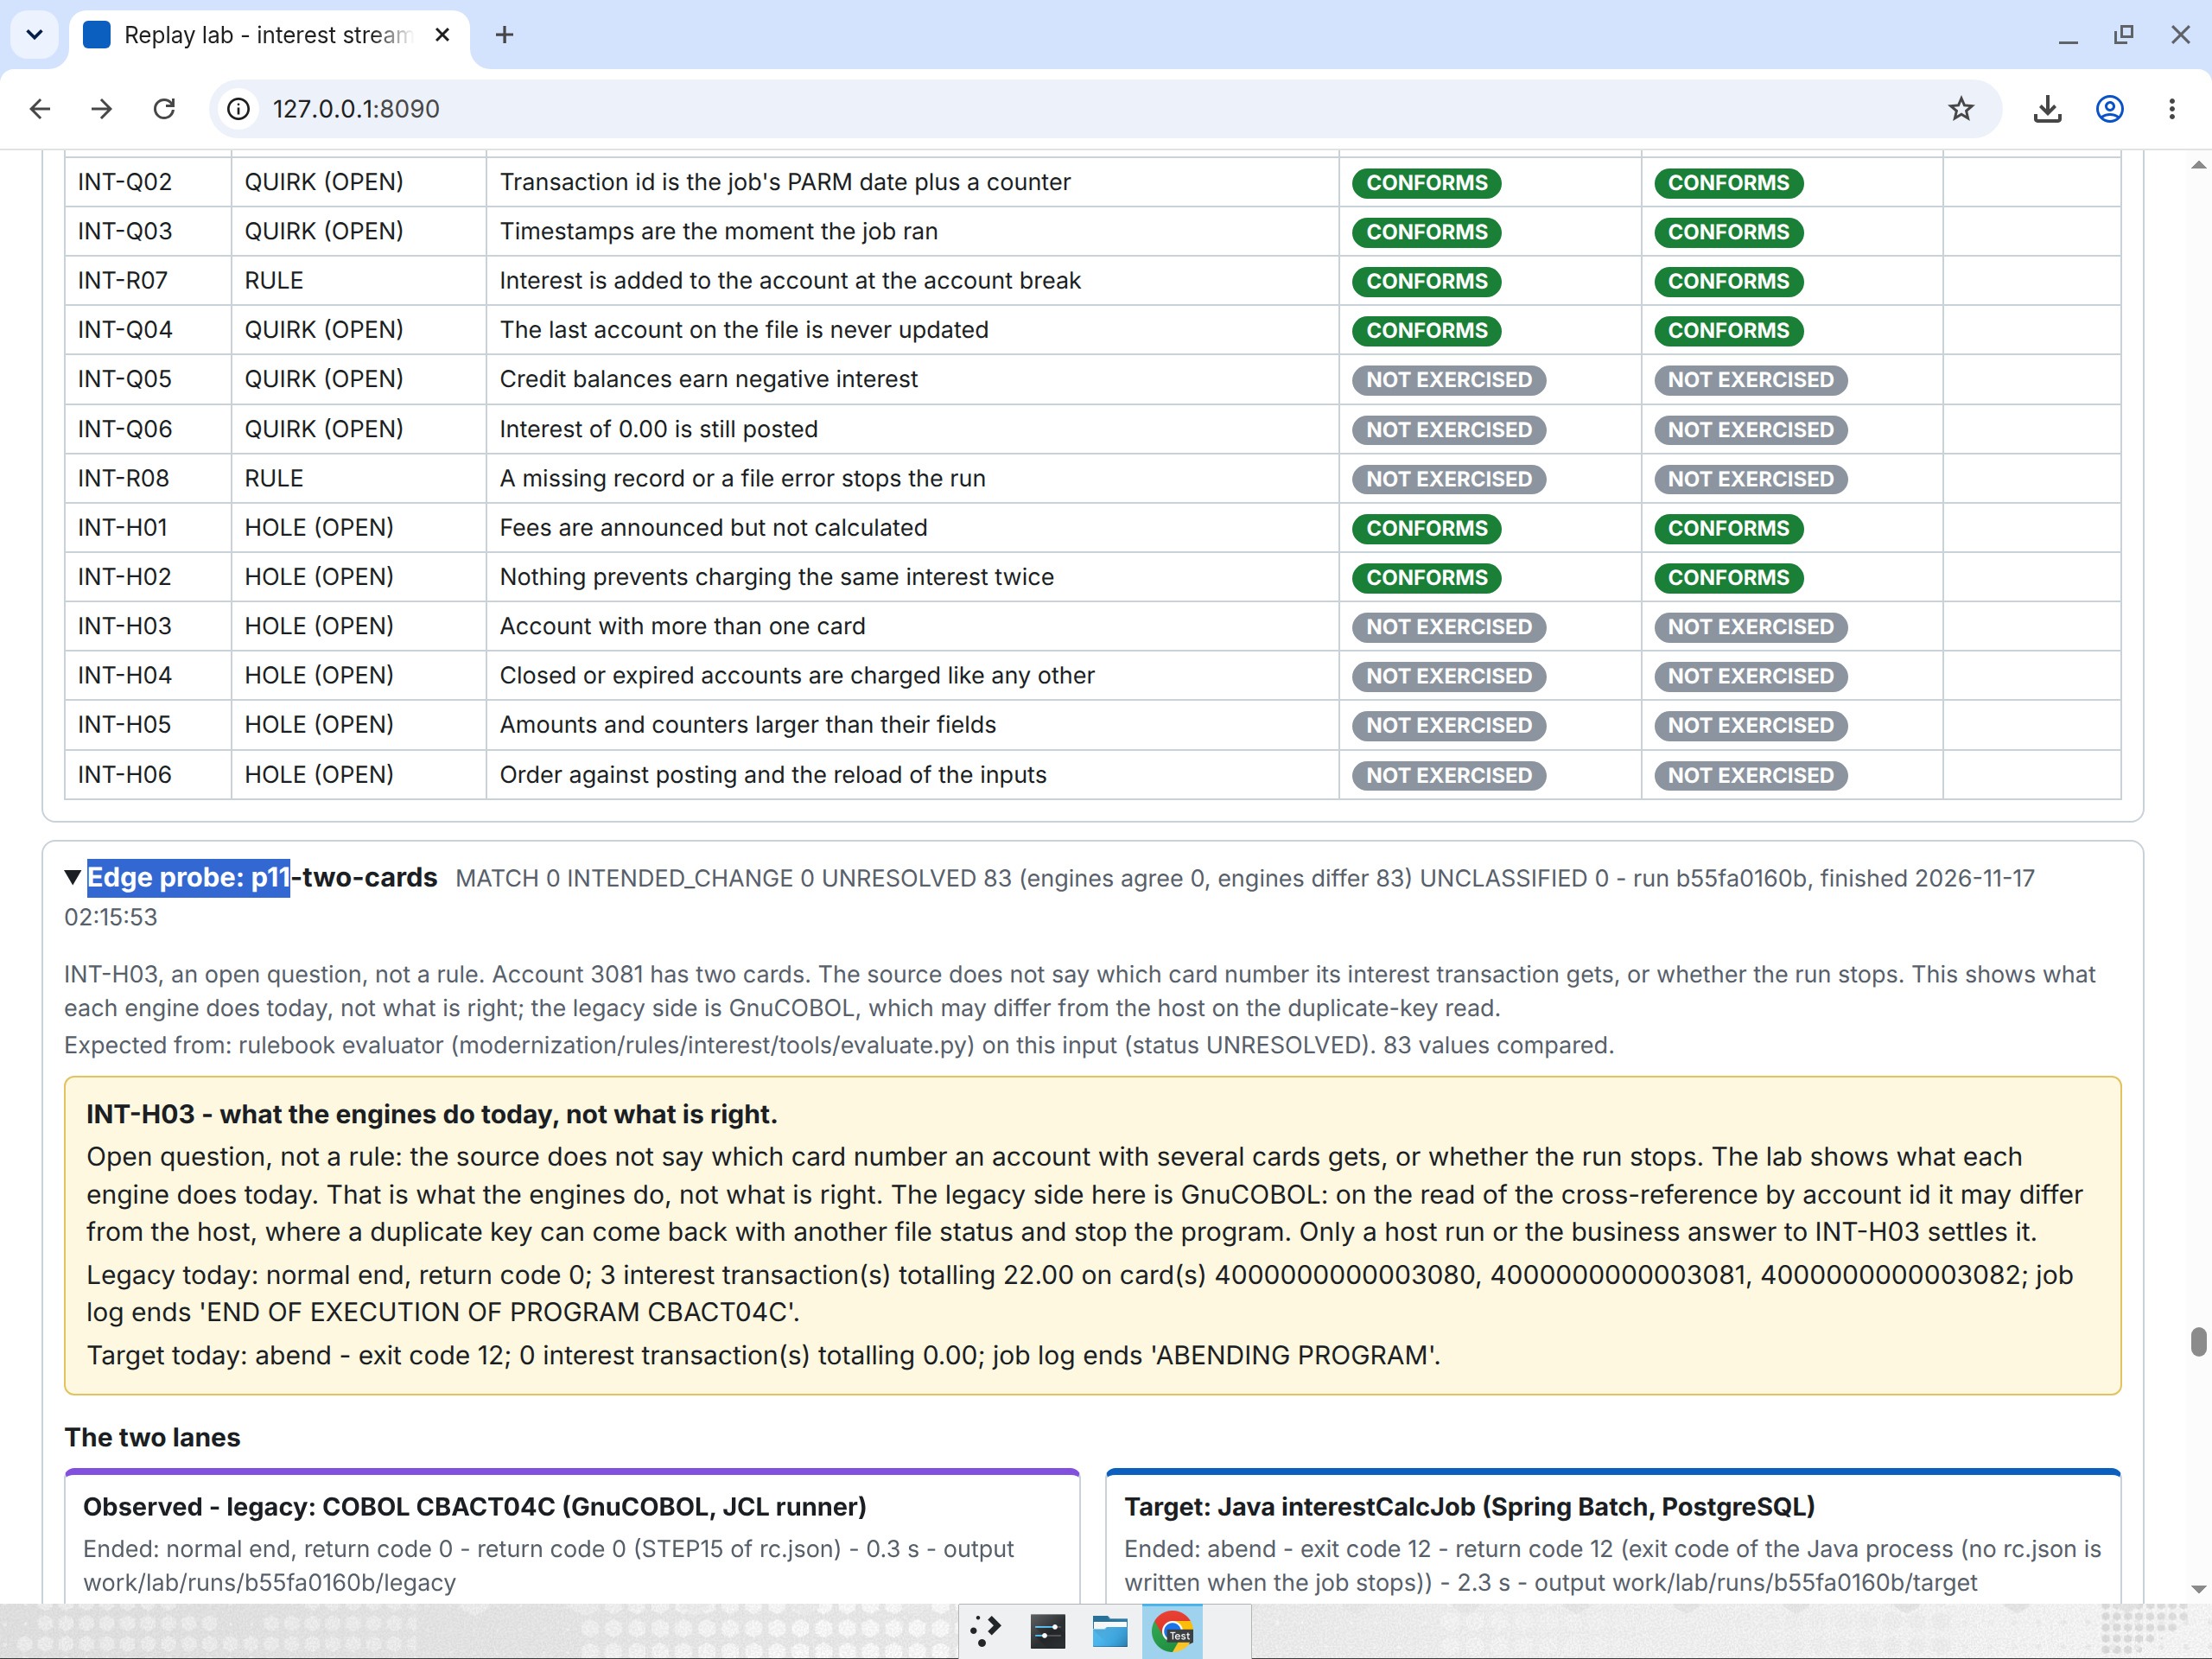 Replay lab - interest stream
127.0.0.1:8090
INT-Q02 QUIRK (OPEN) Transaction id is the job's PARM date plus a counter CONFORMS CONFORMS
INT-Q03 QUIRK (OPEN) Timestamps are the moment the job ran CONFORMS CONFORMS
INT-R07 RULE Interest is added to the account at the account break CONFORMS CONFORMS
INT-Q04 QUIRK (OPEN) The last account on the file is never updated CONFORMS CONFORMS
INT-Q05 QUIRK (OPEN) Credit balances earn negative interest NOT EXERCISED NOT EXERCISED
INT-Q06 QUIRK (OPEN) Interest of 0.00 is still posted NOT EXERCISED NOT EXERCISED
INT-R08 RULE A missing record or a file error stops the run NOT EXERCISED NOT EXERCISED
INT-H01 HOLE (OPEN) Fees are announced but not calculated CONFORMS CONFORMS
INT-H02 HOLE (OPEN) Nothing prevents charging the same interest twice CONFORMS CONFORMS
INT-H03 HOLE (OPEN) Account with more than one card NOT EXERCISED NOT EXERCISED
INT-H04 HOLE (OPEN) Closed or expired accounts are charged like any other NOT EXERCISED NOT EXERCISED
INT-H05 HOLE (OPEN) Amounts and counters larger than their fields NOT EXERCISED NOT EXERCISED
INT-H06 HOLE (OPEN) Order against posting and the reload of the inputs NOT EXERCISED NOT EXERCISED
Edge probe: p11-two-cards MATCH 0 INTENDED_CHANGE 0 UNRESOLVED 83 (engines agree 0, engines differ 83) UNCLASSIFIED 0 - run b55fa0160b, finished 2026-11-17
02:15:53
INT-H03, an open question, not a rule. Account 3081 has two cards. The source does not say which card number its interest transaction gets, or whether the run stops. This shows what
each engine does today, not what is right; the legacy side is GnuCOBOL, which may differ from the host on the duplicate-key read.
Expected from: rulebook evaluator (modernization/rules/interest/tools/evaluate.py) on this input (status UNRESOLVED). 83 values compared.
INT-H03 - what the engines do today, not what is right.
Open question, not a rule: the source does not say which card number an account with several cards gets, or whether the run stops. The lab shows what each
engine does today. That is what the engines do, not what is right. The legacy side here is GnuCOBOL: on the read of the cross-reference by account id it may differ
from the host, where a duplicate key can come back with another file status and stop the program. Only a host run or the business answer to INT-H03 settles it.
Legacy today: normal end, return code 0; 3 interest transaction(s) totalling 22.00 on card(s) 4000000000003080, 4000000000003081, 4000000000003082; job
log ends 'END OF EXECUTION OF PROGRAM CBACT04C'.
Target today: abend - exit code 12; 0 interest transaction(s) totalling 0.00; job log ends 'ABENDING PROGRAM'.
The two lanes
Observed - legacy: COBOL CBACT04C (GnuCOBOL, JCL runner)
Ended: normal end, return code 0 - return code 0 (STEP15 of rc.json) - 0.3 s - output
work/lab/runs/b55fa0160b/legacy
Target: Java interestCalcJob (Spring Batch, PostgreSQL)
Ended: abend - exit code 12 - return code 12 (exit code of the Java process (no rc.json is
written when the job stops)) - 2.3 s - output work/lab/runs/b55fa0160b/target
Test